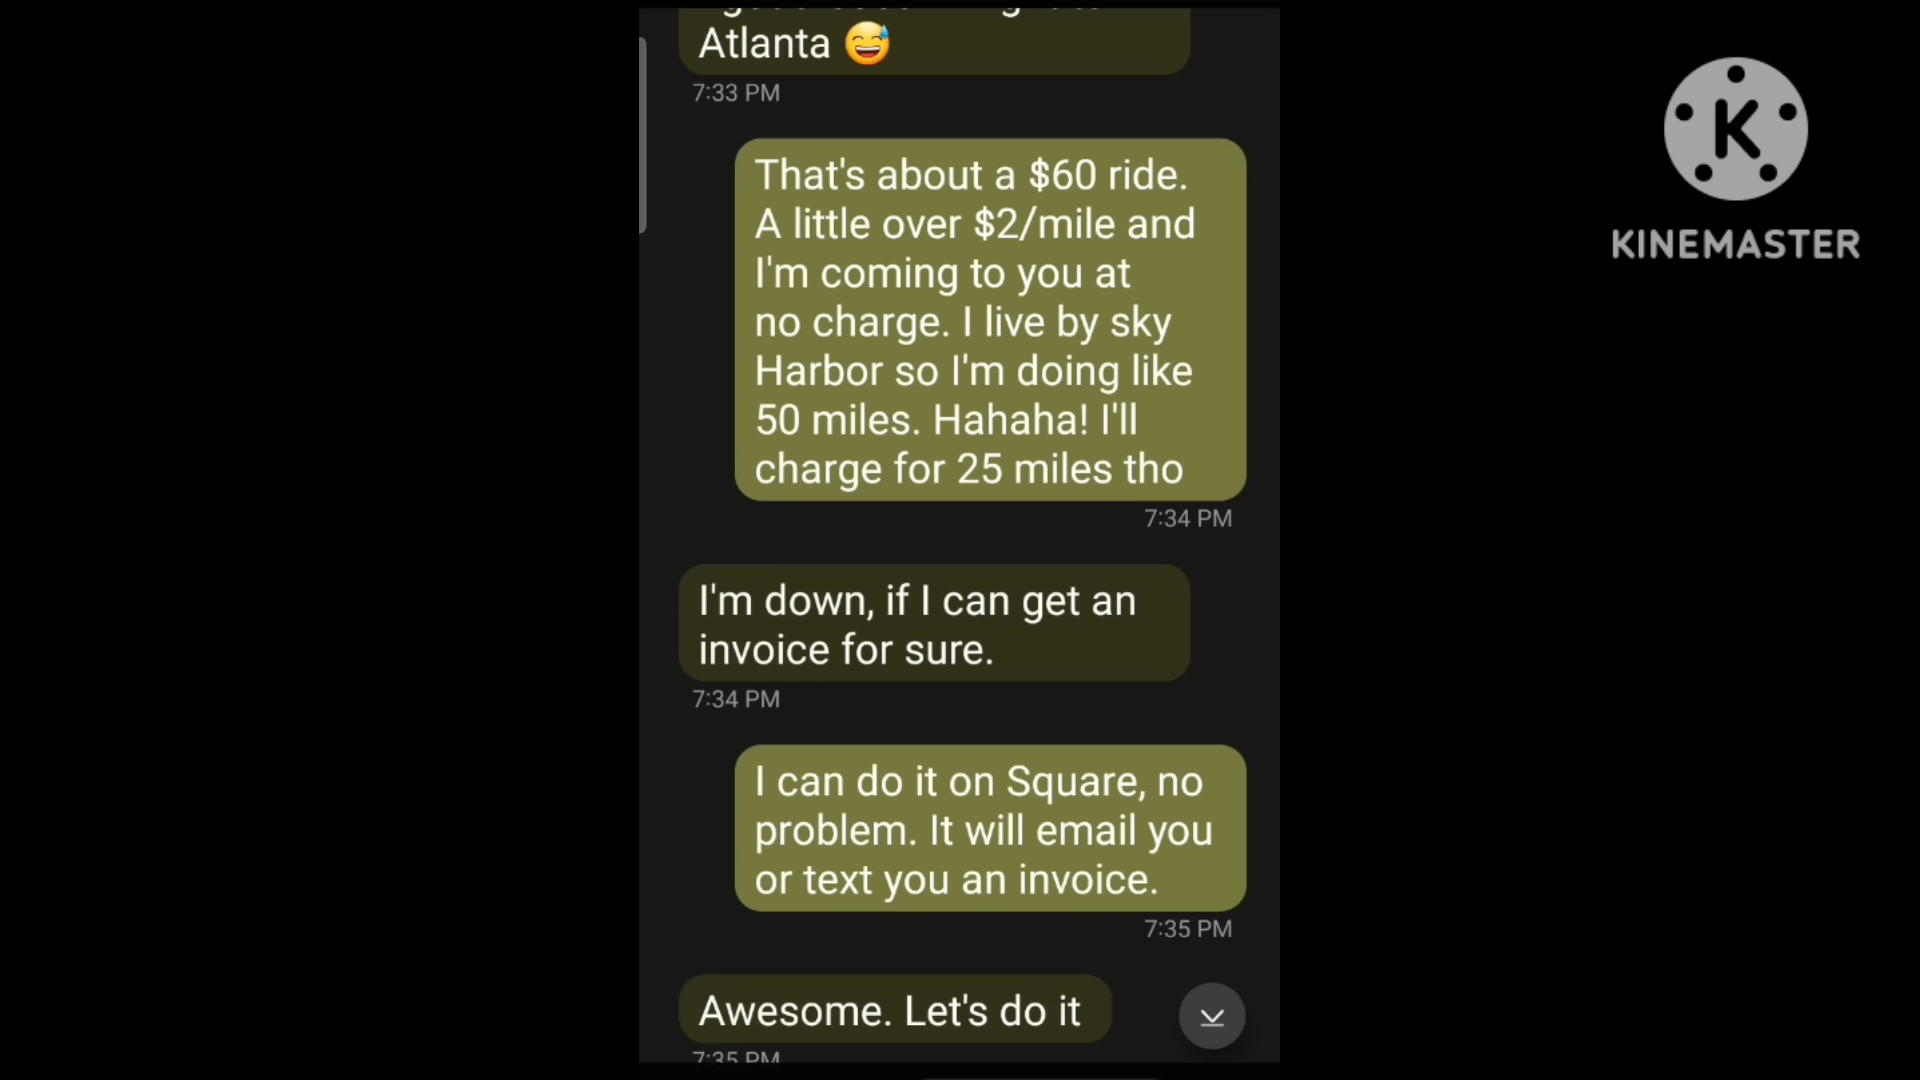 Atlanta 😅
7:33 PM
That's about a $60 ride.
A little over $2/mile and
I'm coming to you at
no charge. I live by sky
Harbor so I'm doing like
50 miles. Hahaha! I'll
charge for 25 miles tho
7:34 PM
I'm down, if I can get an
invoice for sure.
7:34 PM
I can do it on Square, no
problem. It will email you
or text you an invoice.
7:35 PM
Awesome. Let's do it
7:35 PM
K
KINEMASTER